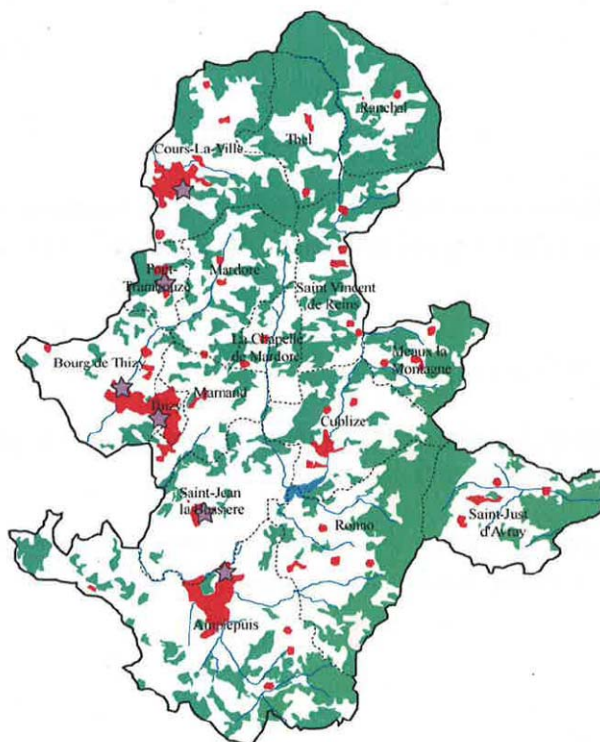 Ranchal
Thel
Cours-La-Ville
Mardore
Pont-
Trambouze
Saint Vincent
de Reins
La Chapelle
de Mardore
Meaux la
Montagne
Bourg de Thizy
Marnand
Thizy
Cublize
Saint-Jean
la Bussiere
Ronno
Saint-Just
d'Avray
Amplepuis